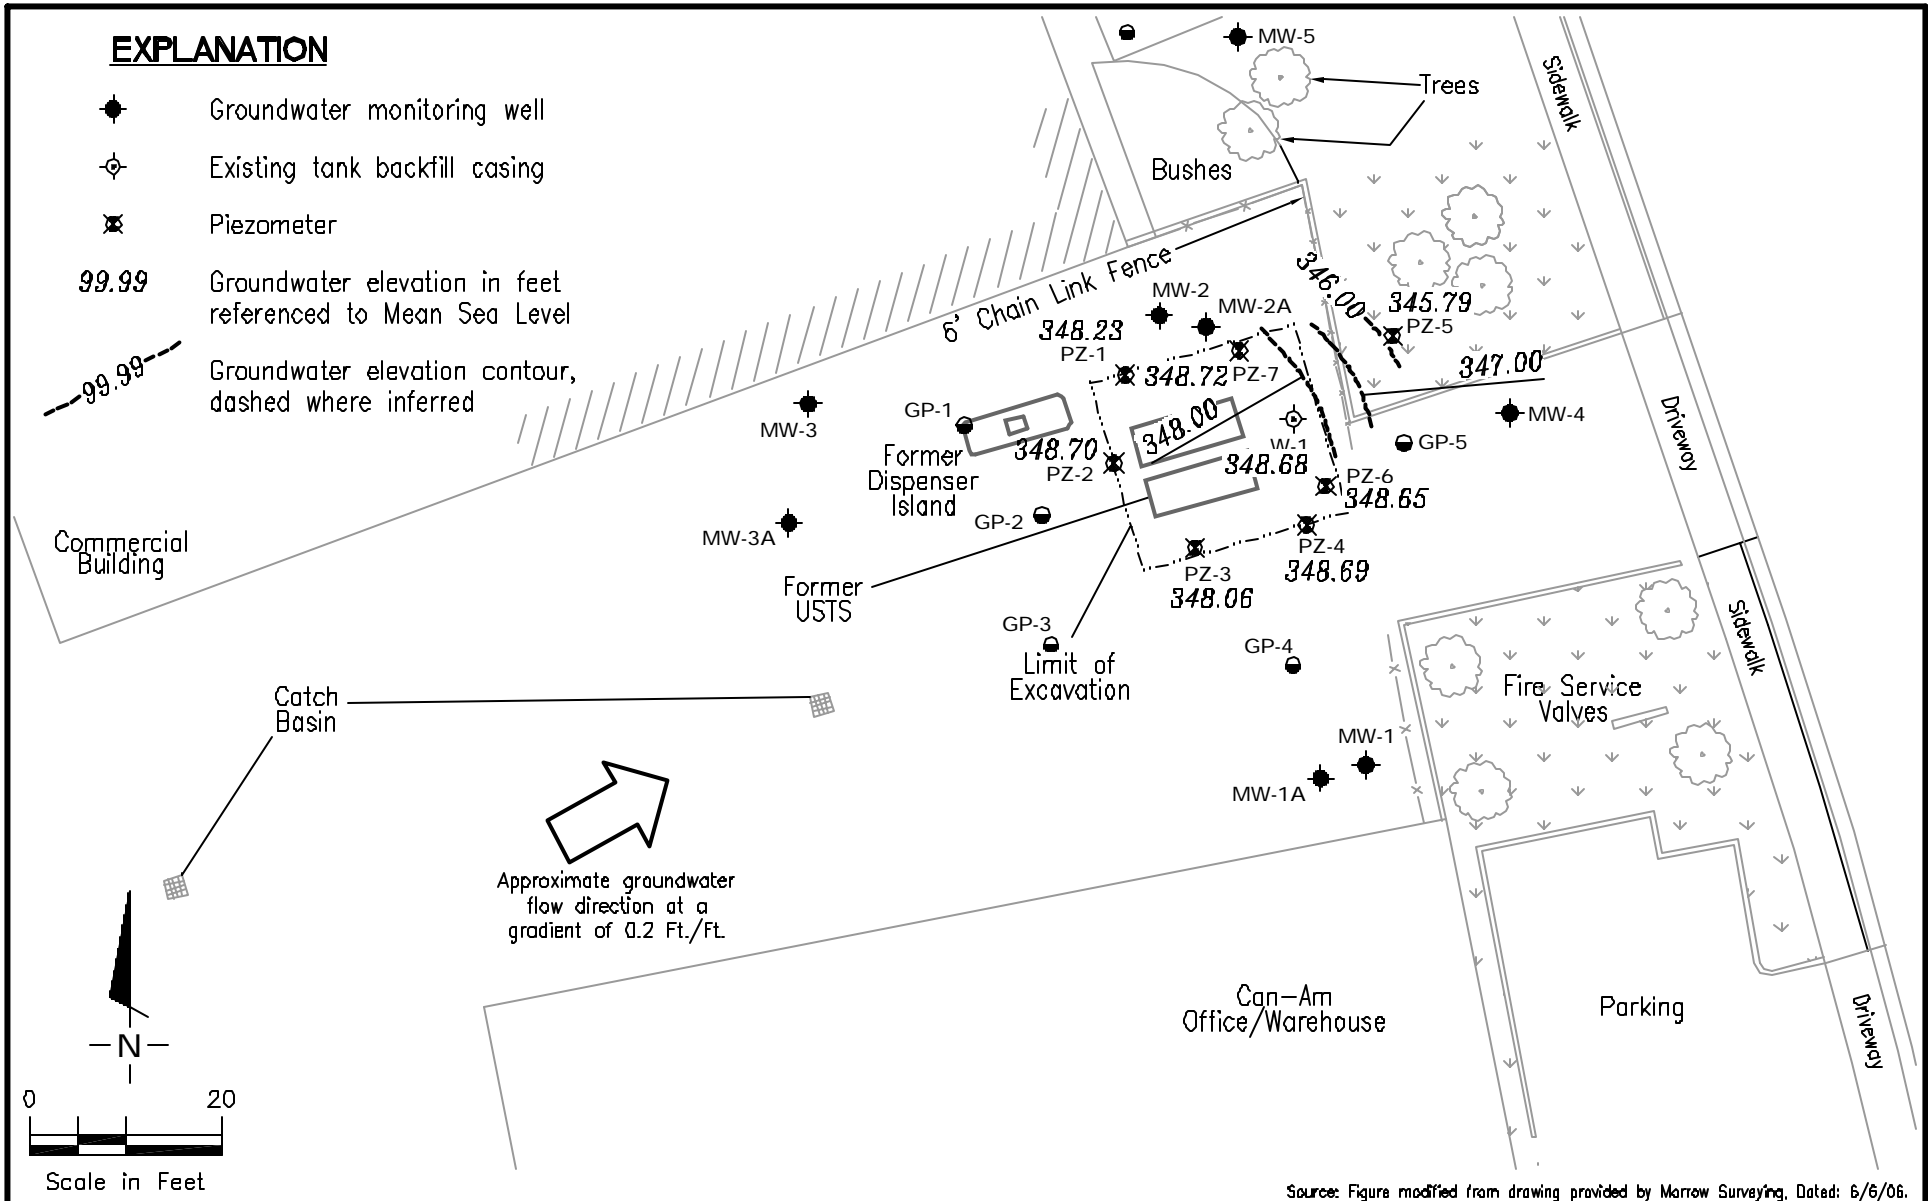 EXPLANATION
Groundwater monitoring well
Existing tank backfill casing
Piezometer
99.99
Groundwater elevation in feet
referenced to Mean Sea Level
99.99
Groundwater elevation contour,
dashed where inferred
MW-5
Trees
Sidewalk
Bushes
6' Chain Link Fence
346.00
345.79
PZ-5
MW-2
MW-2A
348.23
PZ-1
348.72
PZ-7
347.00
MW-3
GP-1
348.00
MW-4
Former
Dispenser
Island
348.70
PZ-2
W-1
348.68
GP-5
PZ-6
348.65
Driveway
MW-3A
GP-2
PZ-4
348.69
PZ-3
348.06
Commercial
Building
Former
USTS
GP-3
Limit of
Excavation
GP-4
Sidewalk
Fire Service
Valves
Catch
Basin
MW-1
MW-1A
Approximate groundwater
flow direction at a
gradient of 0.2 Ft./Ft.
Can-Am
Office/Warehouse
Parking
Driveway
N
0 20
Scale in Feet
Source: Figure modified from drawing provided by Morrow Surveying, Dated: 6/6/06.